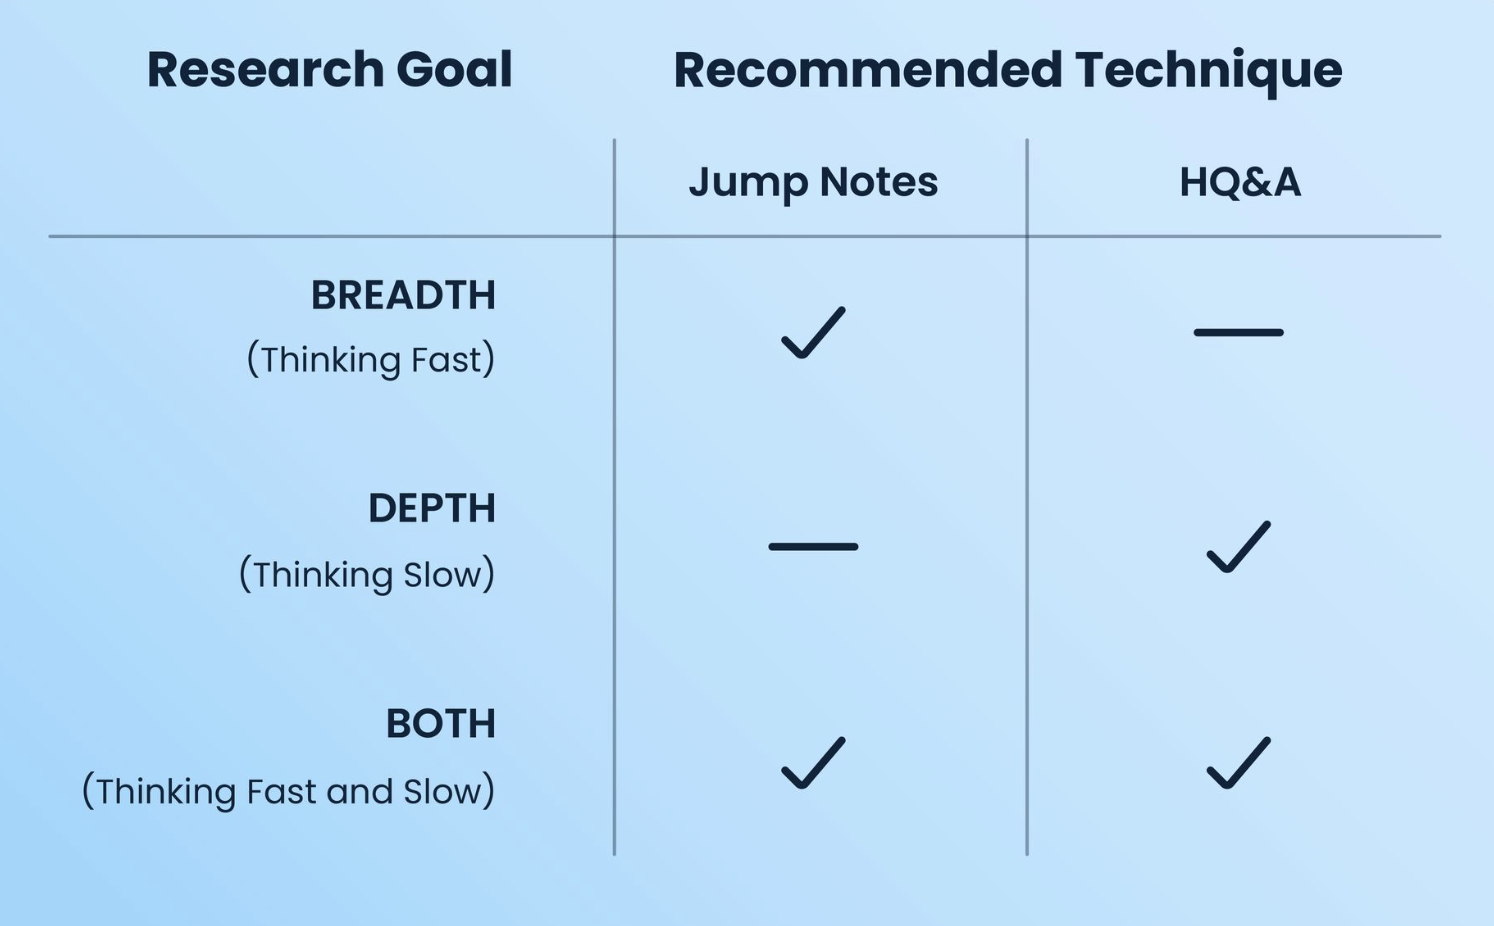 Research Goal
Recommended Technique
Jump Notes
HQ&A
BREADTH
(Thinking Fast)
DEPTH
(Thinking Slow)
BOTH
(Thinking Fast and Slow)